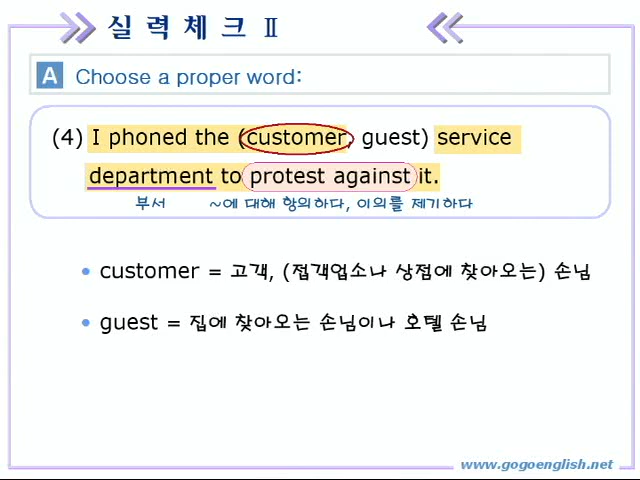 실력체크 Ⅱ
A Choose a proper word:
(4) I phoned the (customer, guest) service
department to protest against it.
부서 ~에 대해 항의하다, 이의를 제기하다
• customer = 고객, (접객업소나 상점에 찾아오는) 손님
• guest = 집에 찾아오는 손님이나 호텔 손님
www.gogoenglish.net